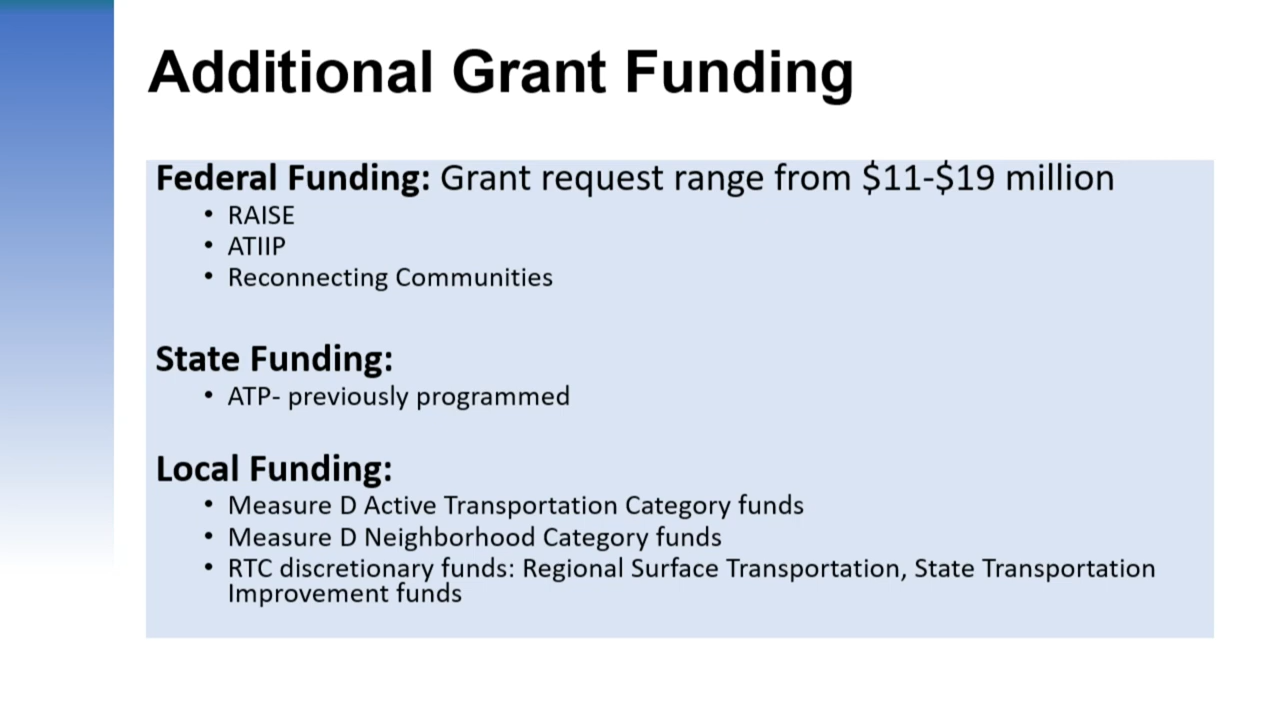 Additional Grant Funding
Federal Funding: Grant request range from $11-$19 million
• RAISE
• ATIIP
• Reconnecting Communities
State Funding:
• ATP- previously programmed
Local Funding:
• Measure D Active Transportation Category funds
• Measure D Neighborhood Category funds
• RTC discretionary funds: Regional Surface Transportation, State Transportation
Improvement funds